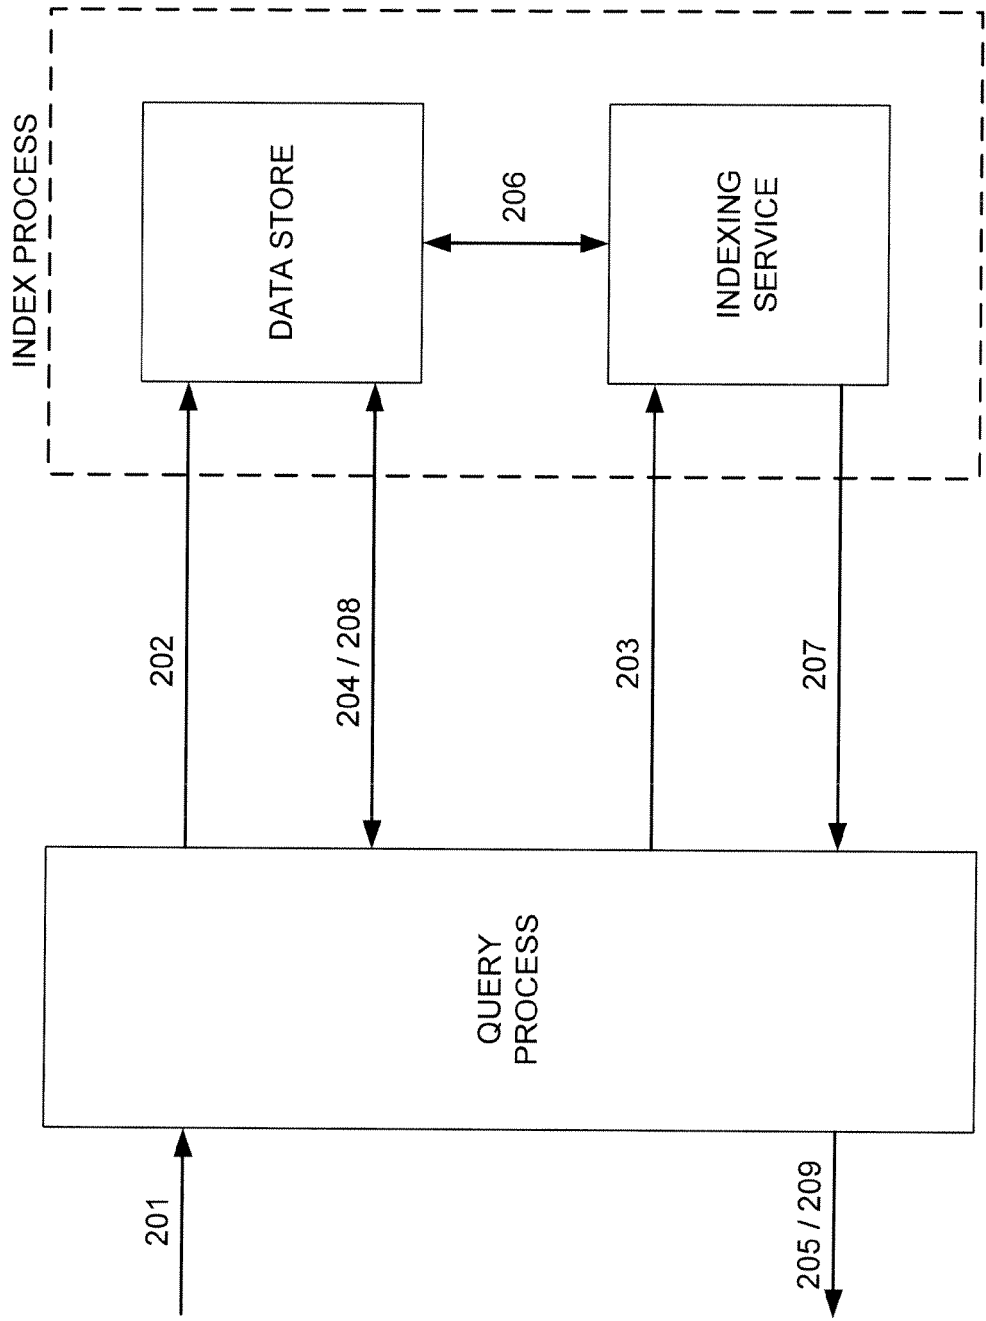 INDEX PROCESS
DATA STORE
206
INDEXING
SERVICE
202
204 / 208
203
207
QUERY
PROCESS
201
205 / 209